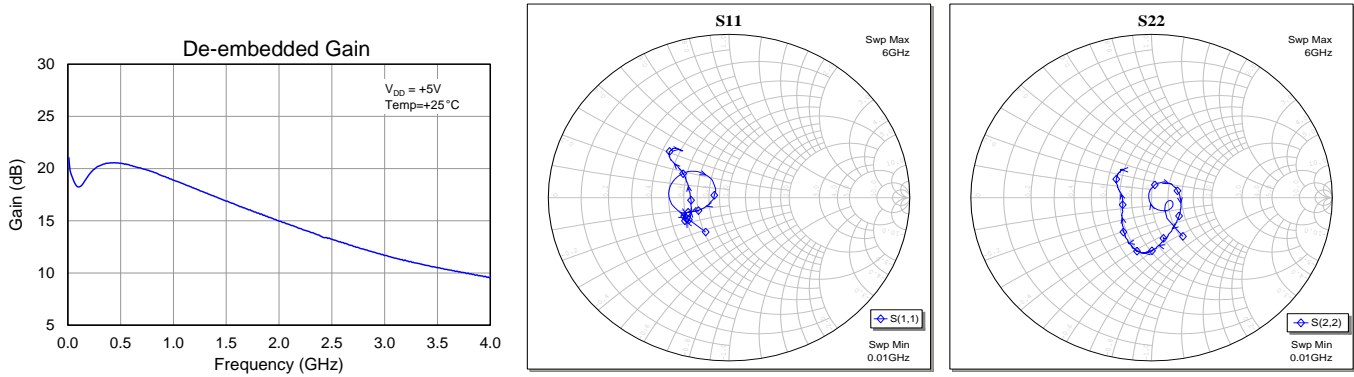 De-embedded Gain
30
25
20
15
10
5
Gain (dB)
V_DD = +5V
Temp=+25°C
0.0 0.5 1.0 1.5 2.0 2.5 3.0 3.5 4.0
Frequency (GHz)
S11
Swp Max
6GHz
S(1,1)
Swp Min
0.01GHz
S22
Swp Max
6GHz
S(2,2)
Swp Min
0.01GHz